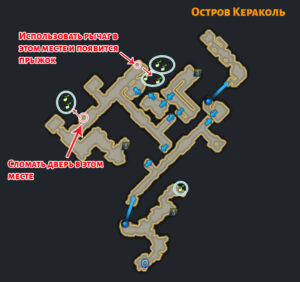 Остров Кераколь
Использовать рычаг в
этом месте и появится
прыжок
Сломать дверь в этом
месте